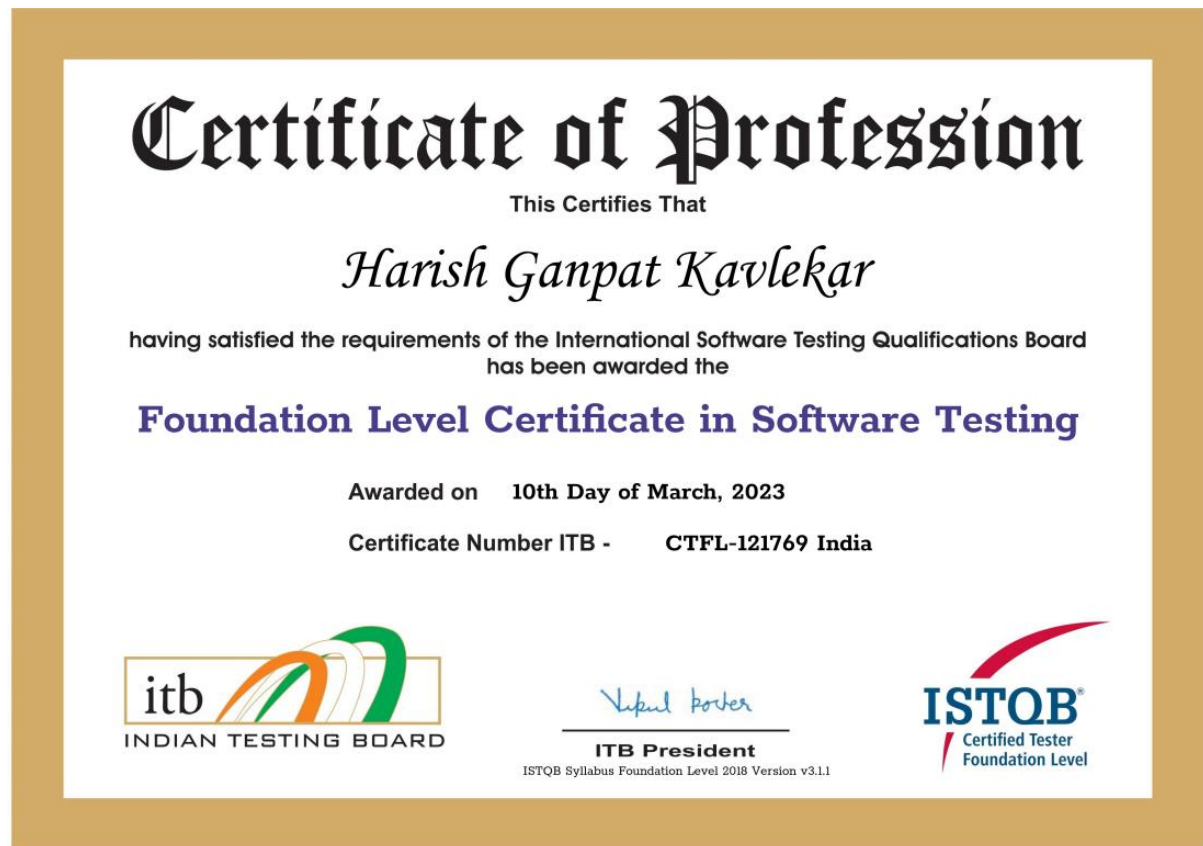 Certificate of Profession
This Certifies That
Harish Ganpat Kavlekar
having satisfied the requirements of the International Software Testing Qualifications Board
has been awarded the
Foundation Level Certificate in Software Testing
Awarded on 10th Day of March, 2023
Certificate Number ITB - CTFL-121769 India
itb
INDIAN TESTING BOARD
ITB President
ISTQB Syllabus Foundation Level 2018 Version v3.1.1
ISTQB®
Certified Tester
Foundation Level